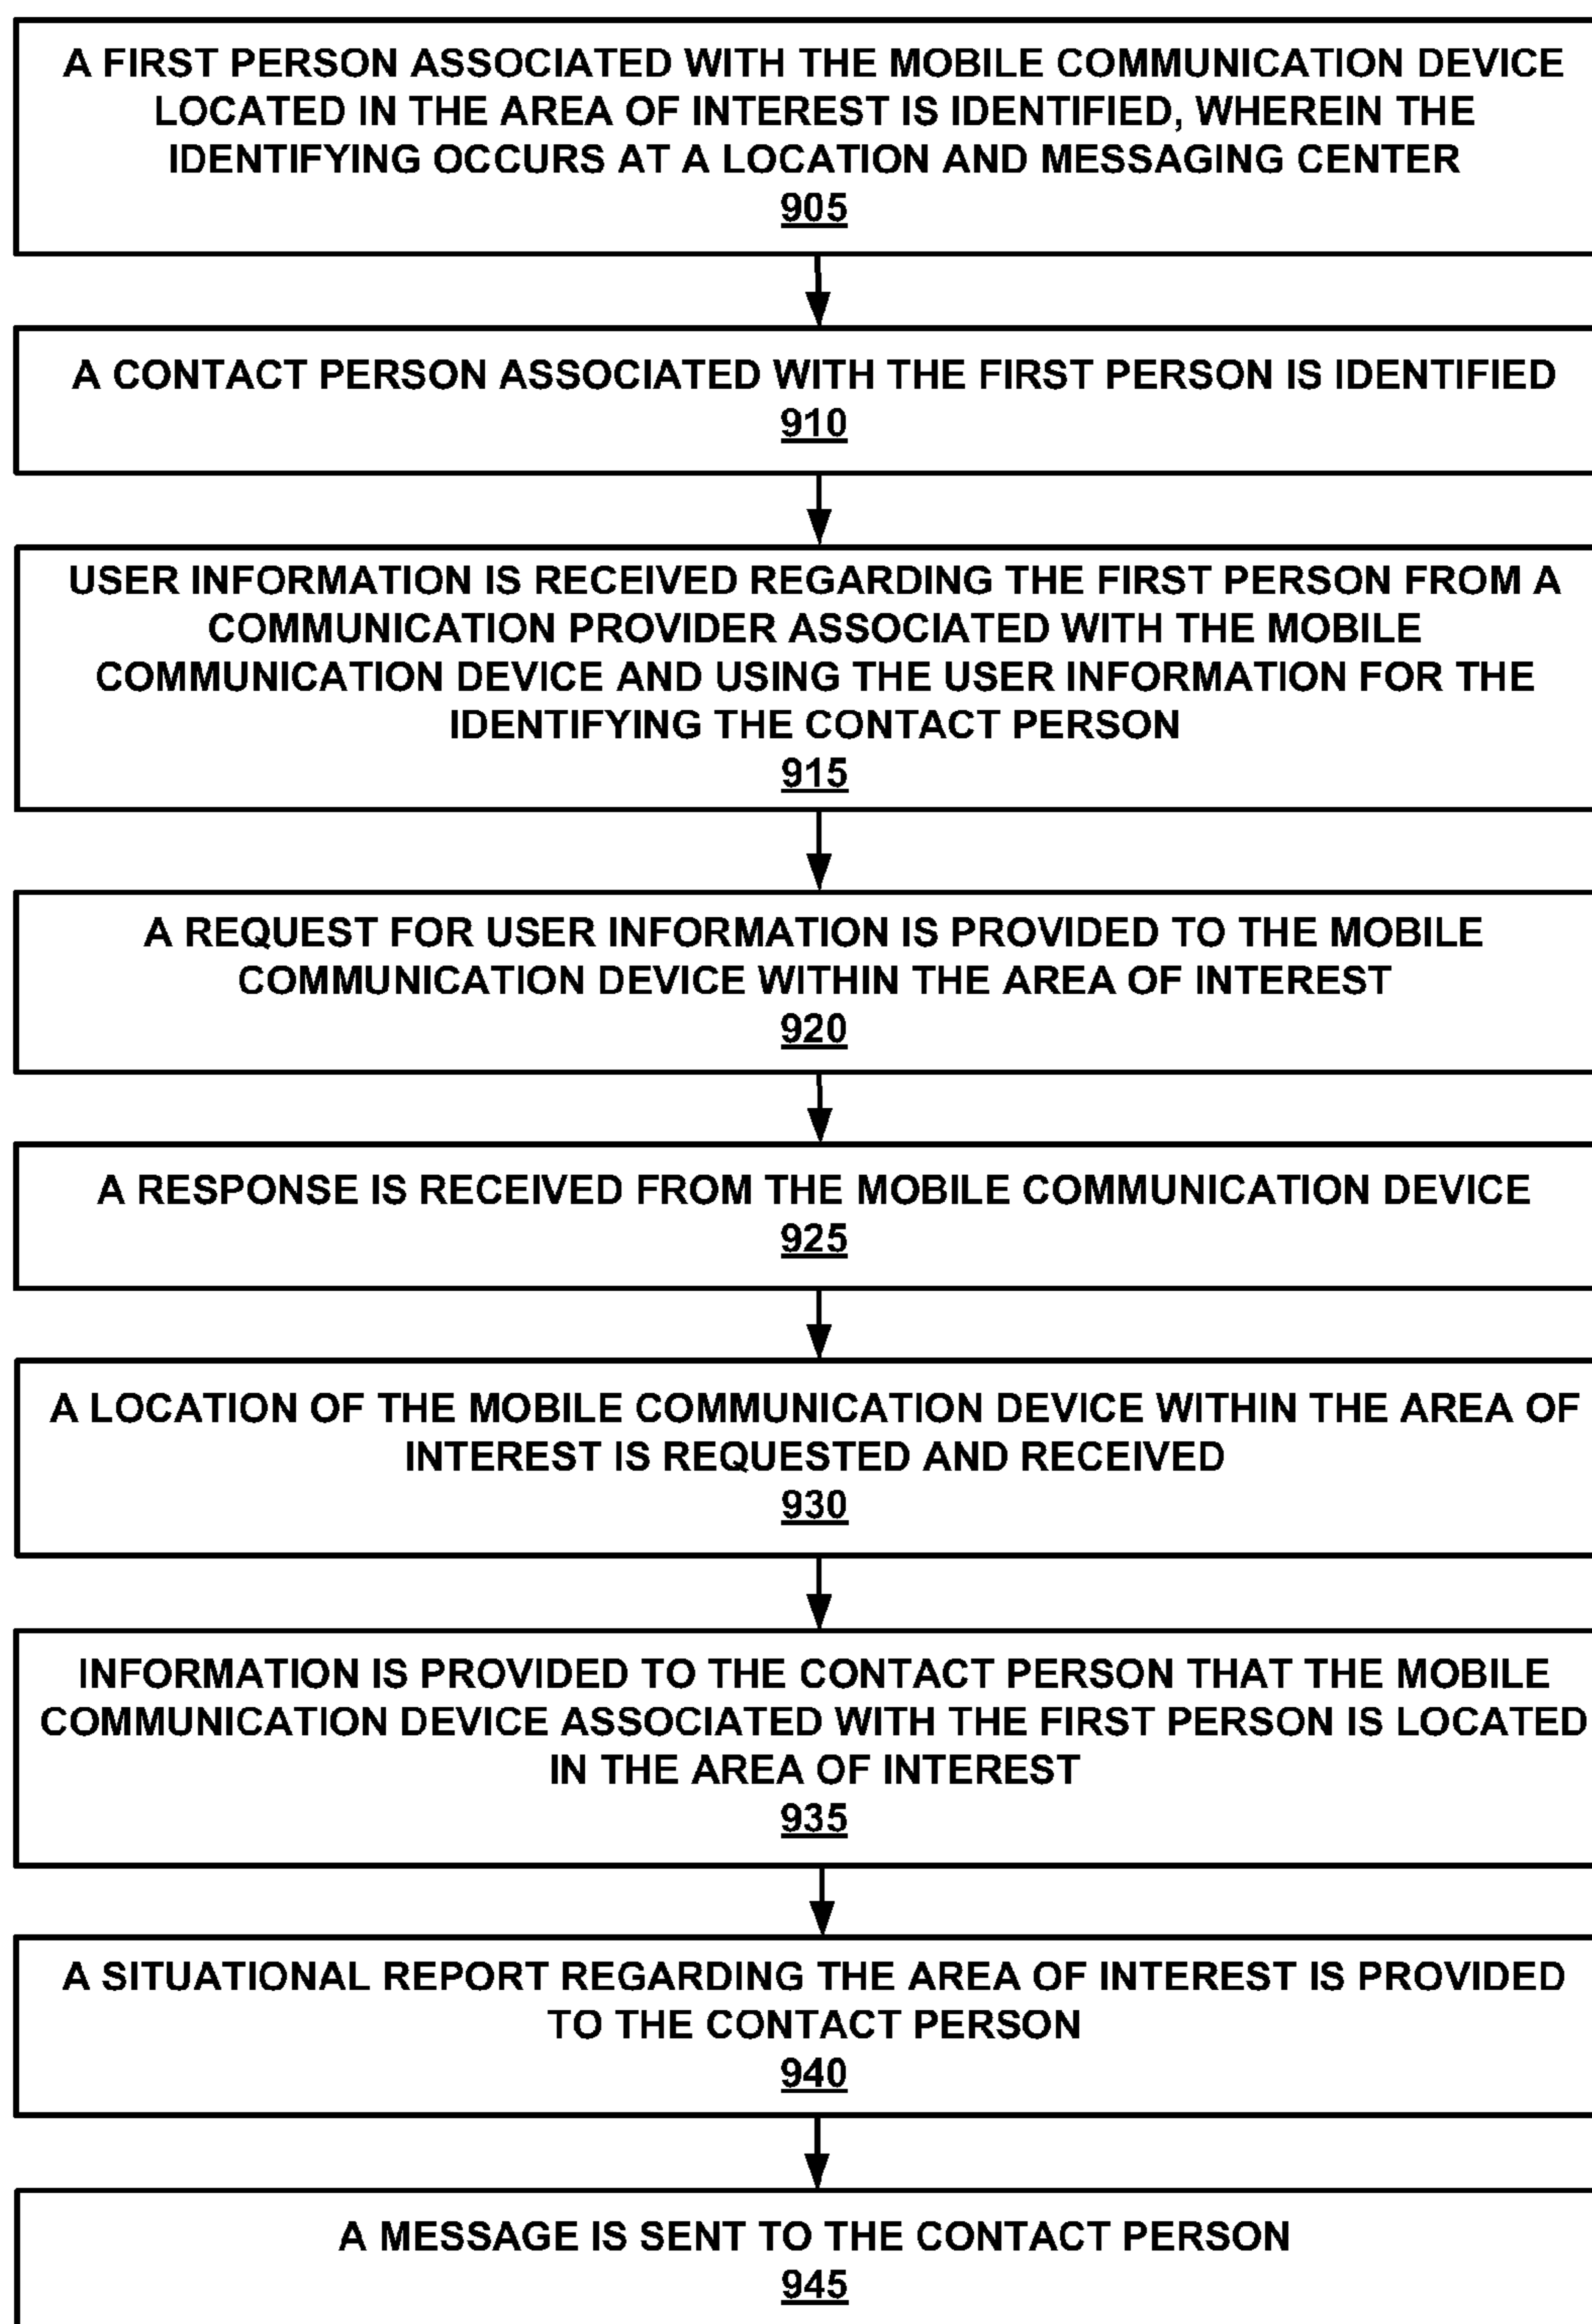 A FIRST PERSON ASSOCIATED WITH THE MOBILE COMMUNICATION DEVICE
LOCATED IN THE AREA OF INTEREST IS IDENTIFIED, WHEREIN THE
IDENTIFYING OCCURS AT A LOCATION AND MESSAGING CENTER
905
A CONTACT PERSON ASSOCIATED WITH THE FIRST PERSON IS IDENTIFIED
910
USER INFORMATION IS RECEIVED REGARDING THE FIRST PERSON FROM A
COMMUNICATION PROVIDER ASSOCIATED WITH THE MOBILE
COMMUNICATION DEVICE AND USING THE USER INFORMATION FOR THE
IDENTIFYING THE CONTACT PERSON
915
A REQUEST FOR USER INFORMATION IS PROVIDED TO THE MOBILE
COMMUNICATION DEVICE WITHIN THE AREA OF INTEREST
920
A RESPONSE IS RECEIVED FROM THE MOBILE COMMUNICATION DEVICE
925
A LOCATION OF THE MOBILE COMMUNICATION DEVICE WITHIN THE AREA OF
INTEREST IS REQUESTED AND RECEIVED
930
INFORMATION IS PROVIDED TO THE CONTACT PERSON THAT THE MOBILE
COMMUNICATION DEVICE ASSOCIATED WITH THE FIRST PERSON IS LOCATED
IN THE AREA OF INTEREST
935
A SITUATIONAL REPORT REGARDING THE AREA OF INTEREST IS PROVIDED
TO THE CONTACT PERSON
940
A MESSAGE IS SENT TO THE CONTACT PERSON
945